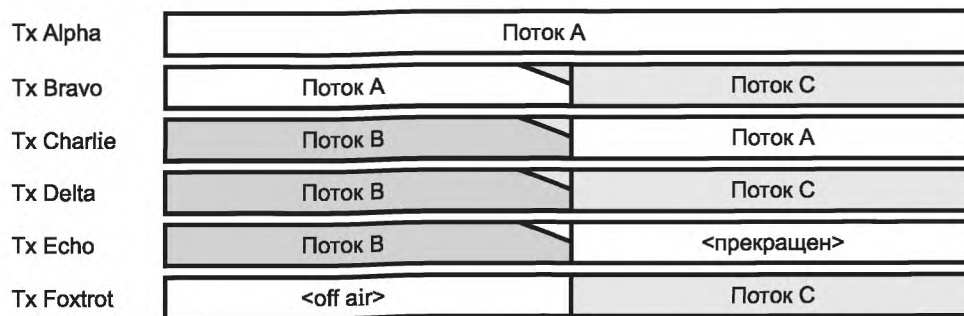 Tx Alpha Поток A
Tx Bravo Поток A Поток C
Tx Charlie Поток B Поток A
Tx Delta Поток B Поток C
Tx Echo Поток B <прекращен>
Tx Foxtrot <off air> Поток C